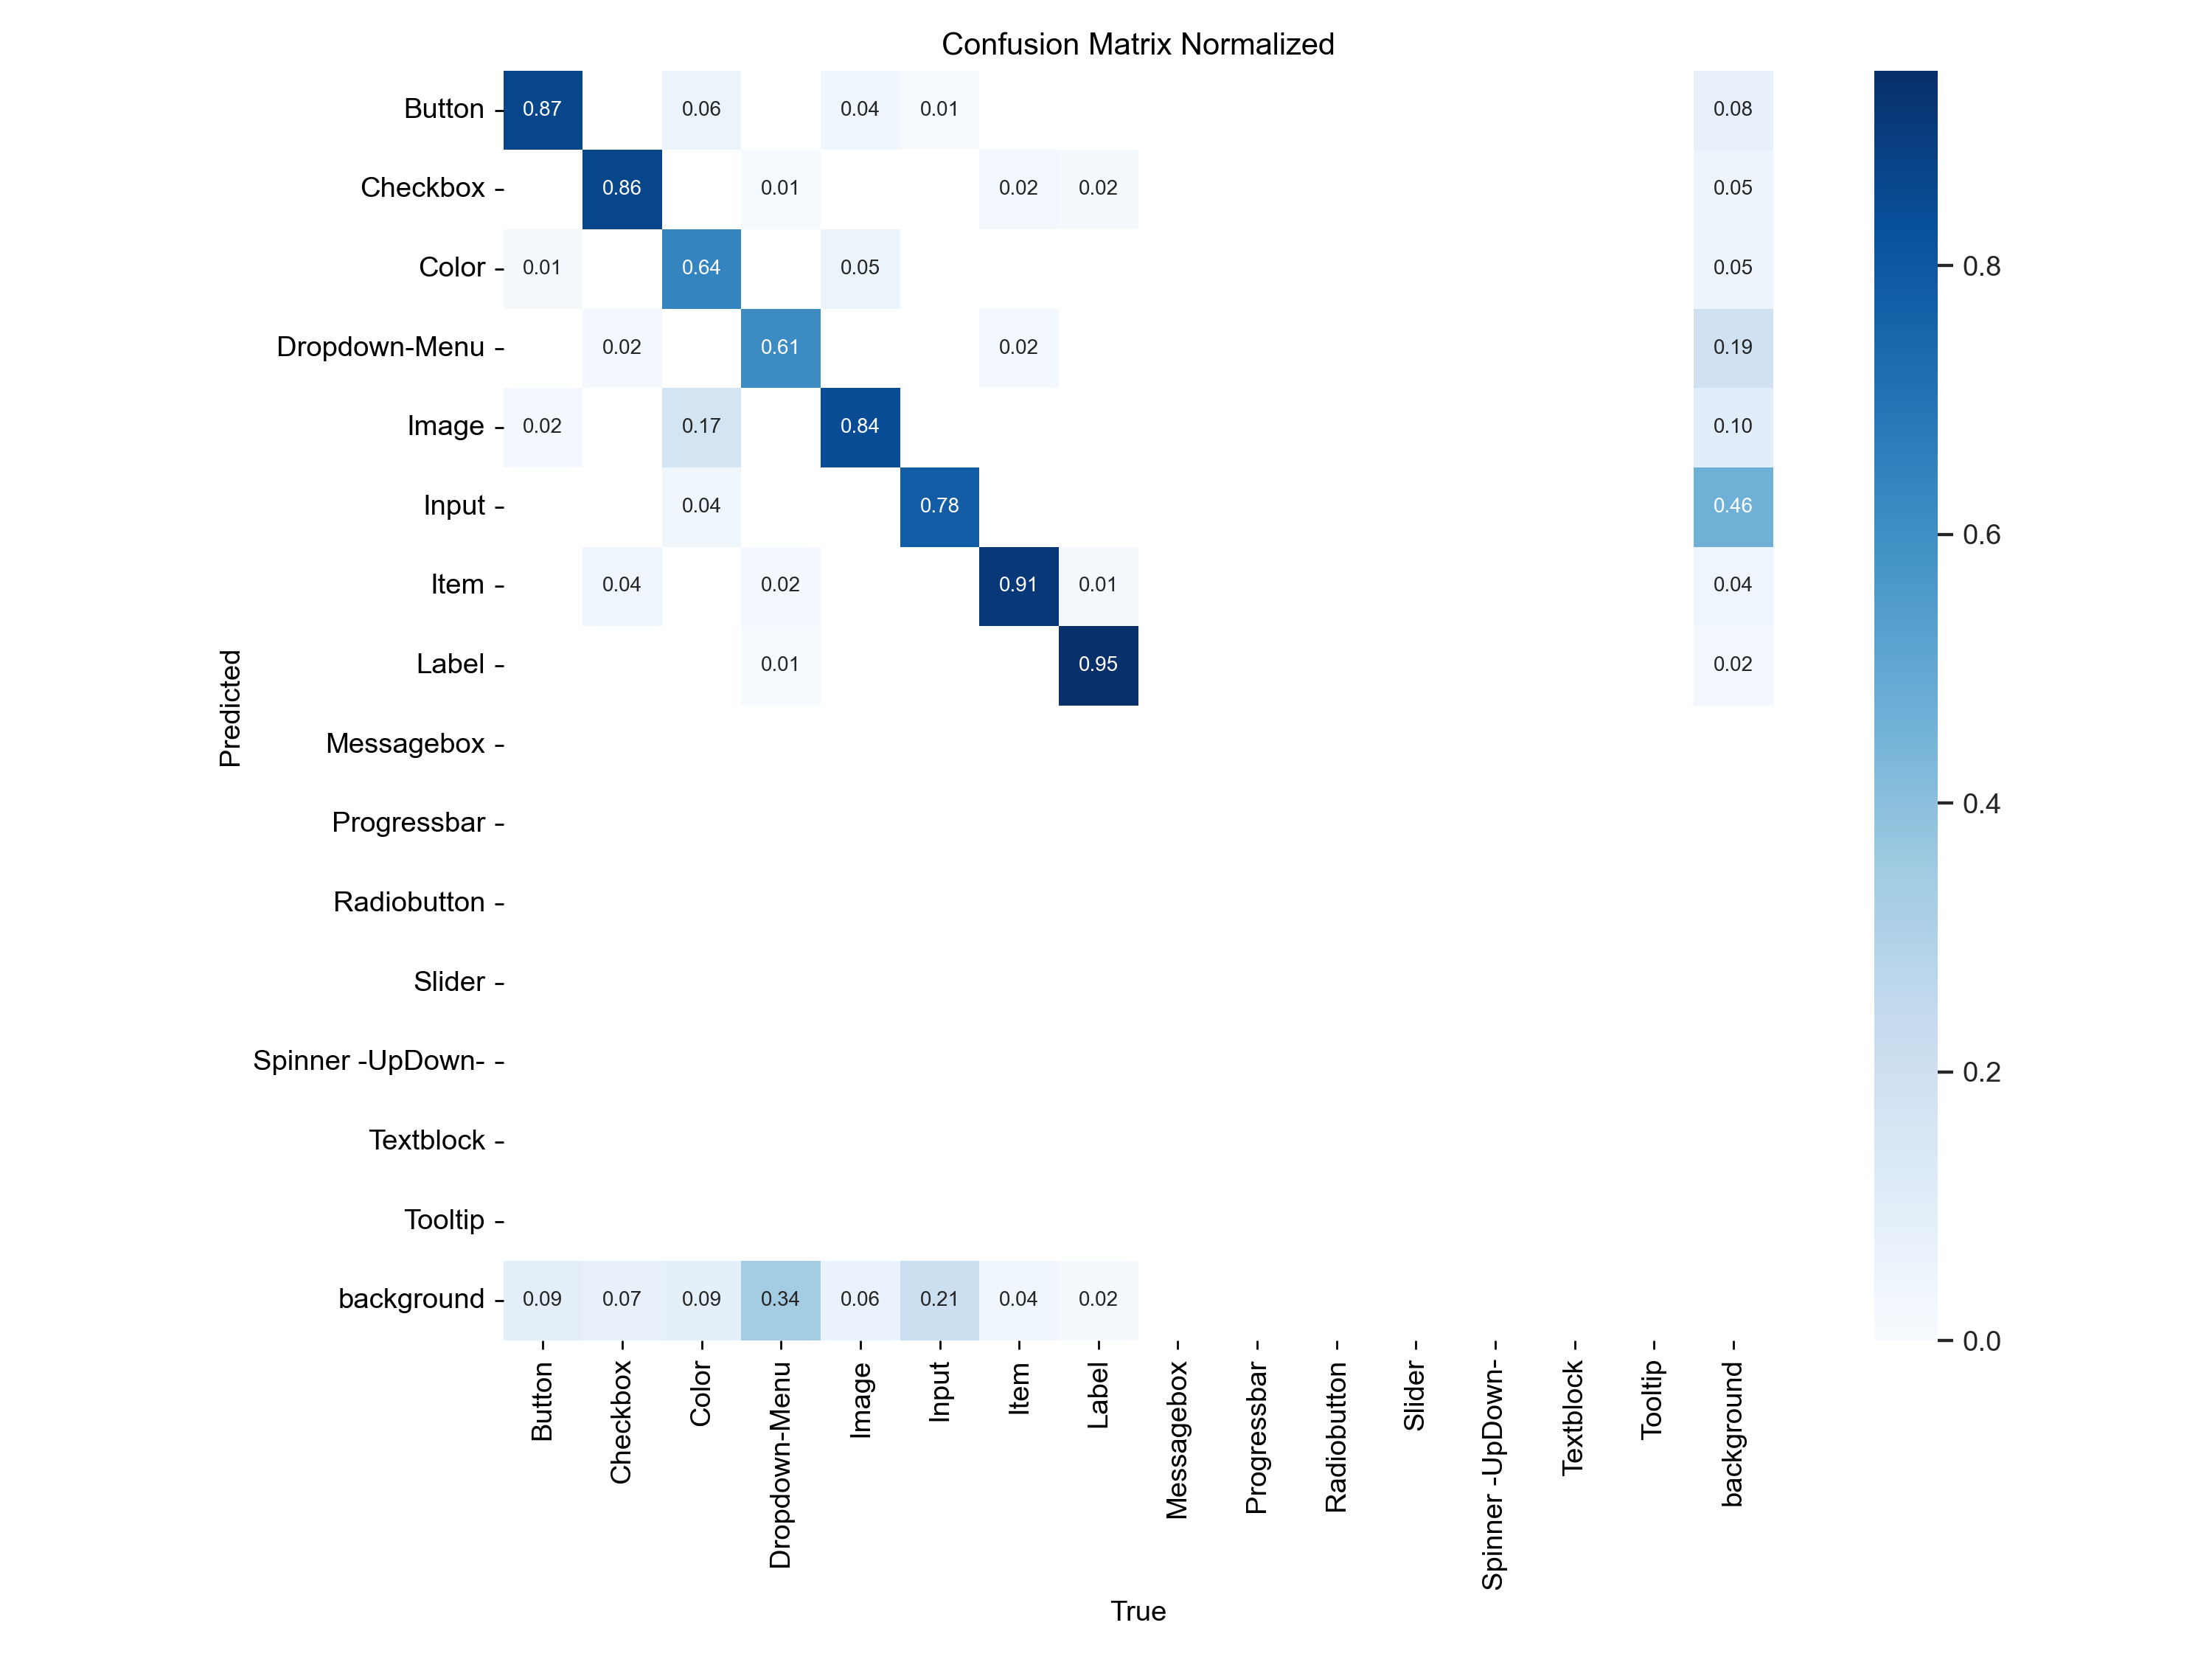 Confusion Matrix Normalized
Button 0.87 0.06 0.04 0.01 0.08
Checkbox 0.86 0.01 0.02 0.02 0.05
Color 0.01 0.64 0.05 0.05
Dropdown-Menu 0.02 0.61 0.02 0.19
Image 0.02 0.17 0.84 0.10
Input 0.04 0.78 0.46
Item 0.04 0.02 0.91 0.01 0.04
Label 0.01 0.95 0.02
Messagebox
Progressbar
Radiobutton
Slider
Spinner -UpDown-
Textblock
Tooltip
background 0.09 0.07 0.09 0.34 0.06 0.21 0.04 0.02
Predicted
Button Checkbox Color Dropdown-Menu Image Input Item Label Messagebox Progressbar Radiobutton Slider Spinner -UpDown- Textblock Tooltip background
True
0.8
0.6
0.4
0.2
0.0